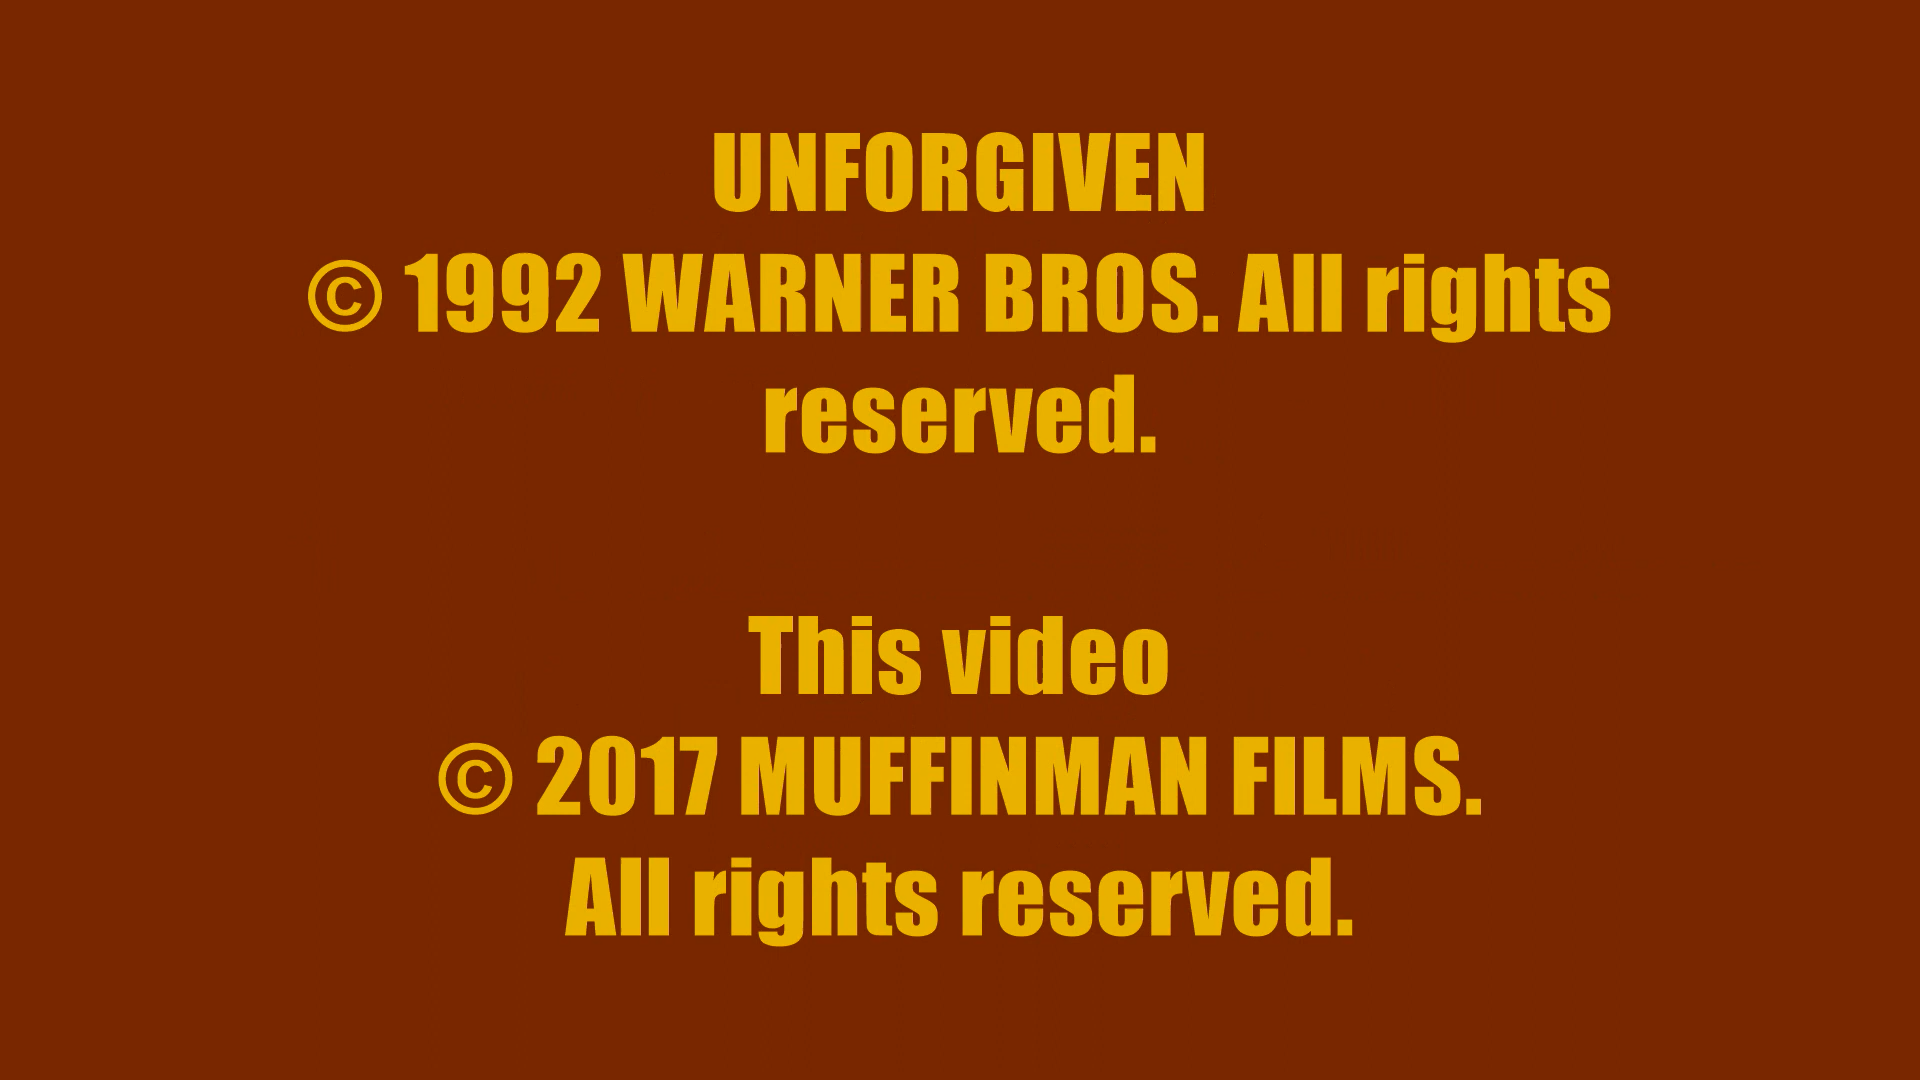 UNFORGIVEN
© 1992 WARNER BROS. All rights
reserved.
This video
© 2017 MUFFINMAN FILMS.
All rights reserved.